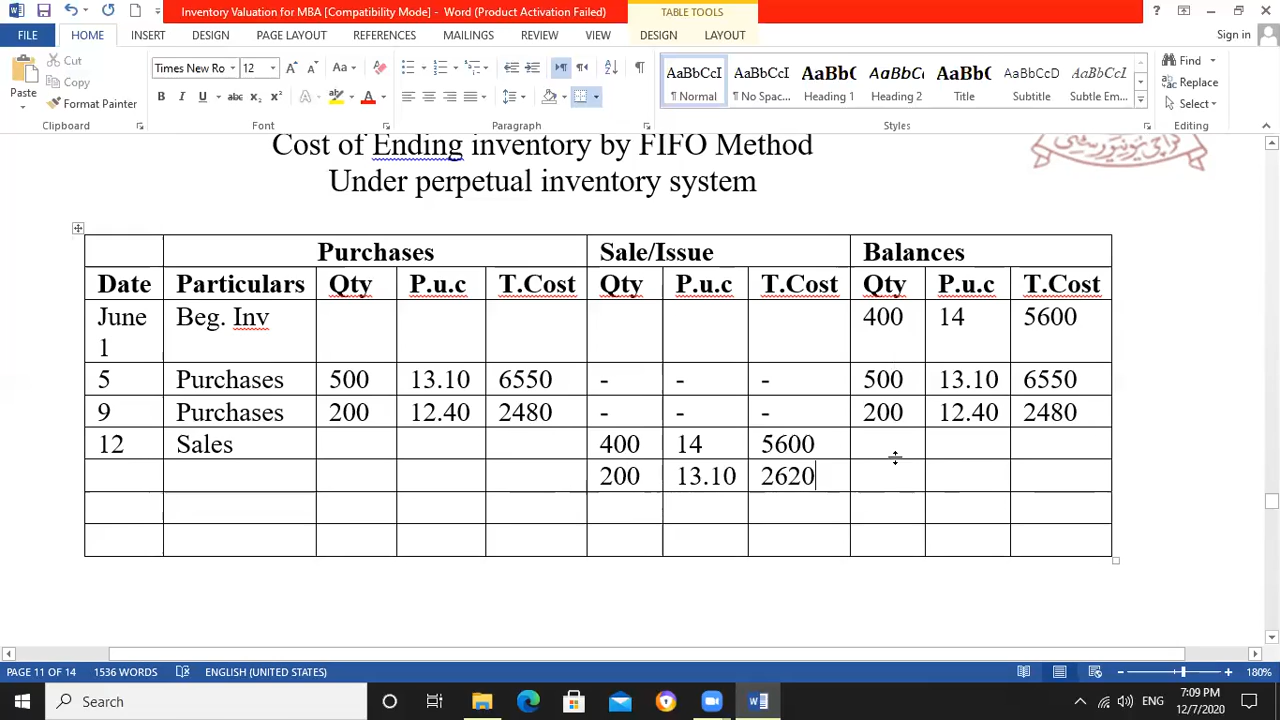 Inventory Valuation for MBA [Compatibility Mode] - Word (Product Activation Failed)
TABLE TOOLS
FILE HOME INSERT DESIGN PAGE LAYOUT REFERENCES MAILINGS REVIEW VIEW DESIGN LAYOUT Sign in
Paste
Cut
Copy
Format Painter
Clipboard
Times New Ro 12
Font
Paragraph
AaBbCcI AaBbCcI AaBb( AaBbCc. AaBb( AaBbCcD AaBbCcI
¶ Normal ¶ No Spac... Heading 1 Heading 2 Title Subtitle Subtle Em...
Styles
Find
Replace
Select
Editing
Cost of Ending inventory by FIFO Method
Under perpetual inventory system
Purchases Sale/Issue Balances
Date Particulars Qty P.u.c T.Cost Qty P.u.c T.Cost Qty P.u.c T.Cost
June 1 Beg. Inv 400 14 5600
5 Purchases 500 13.10 6550 - - - 500 13.10 6550
9 Purchases 200 12.40 2480 - - - 200 12.40 2480
12 Sales 400 14 5600
200 13.10 2620
PAGE 11 OF 14 1536 WORDS ENGLISH (UNITED STATES) 180%
Search
ENG
7:09 PM
12/7/2020